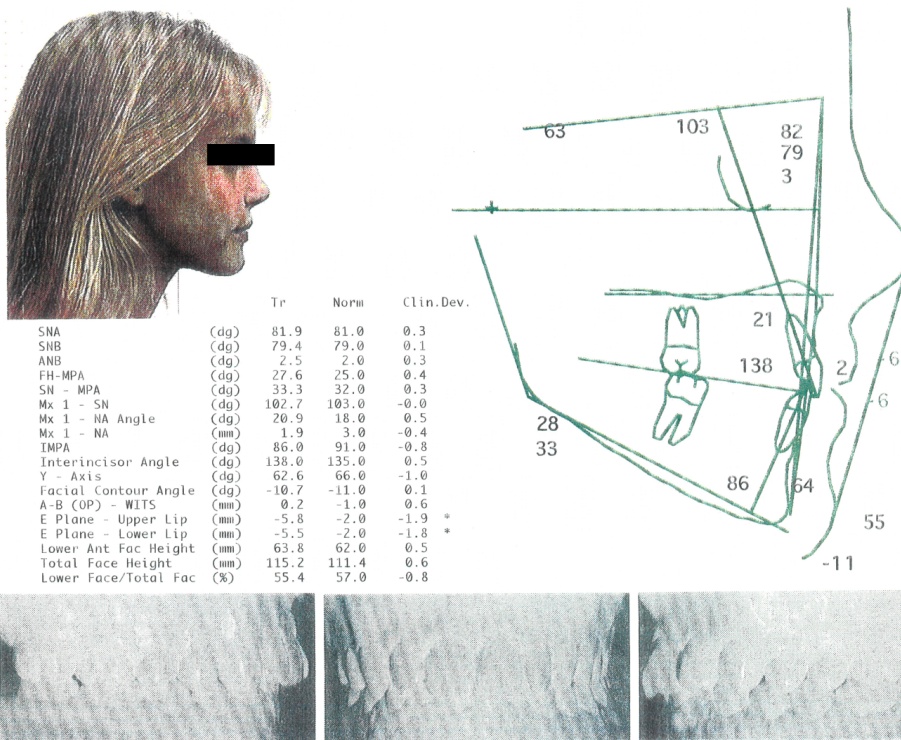 63
103
82
79
3
Tr Norm Clin.Dev.
SNA (dg) 81.9 81.0 0.3
SNB (dg) 79.4 79.0 0.1
ANB (dg) 2.5 2.0 0.3
FH-MPA (dg) 27.6 25.0 0.4
SN - MPA (dg) 33.3 32.0 0.3
Mx 1 - SN (dg) 102.7 103.0 -0.0
Mx 1 - NA Angle (dg) 20.9 18.0 0.5
Mx 1 - NA (mm) 1.9 3.0 -0.4
IMPA (dg) 86.0 91.0 -0.8
Interincisor Angle (dg) 138.0 135.0 0.5
Y - Axis (dg) 62.6 66.0 -1.0
Facial Contour Angle (dg) -10.7 -11.0 0.1
A-B (OP) - WITS (mm) 0.2 -1.0 0.6
E Plane - Upper Lip (mm) -5.8 -2.0 -1.9 *
E Plane - Lower Lip (mm) -5.5 -2.0 -1.8 *
Lower Ant Fac Height (mm) 63.8 62.0 0.5
Total Face Height (mm) 115.2 111.4 0.6
Lower Face/Total Fac (%) 55.4 57.0 -0.8
21
138
2
-6
-6
28
33
86
64
55
-11